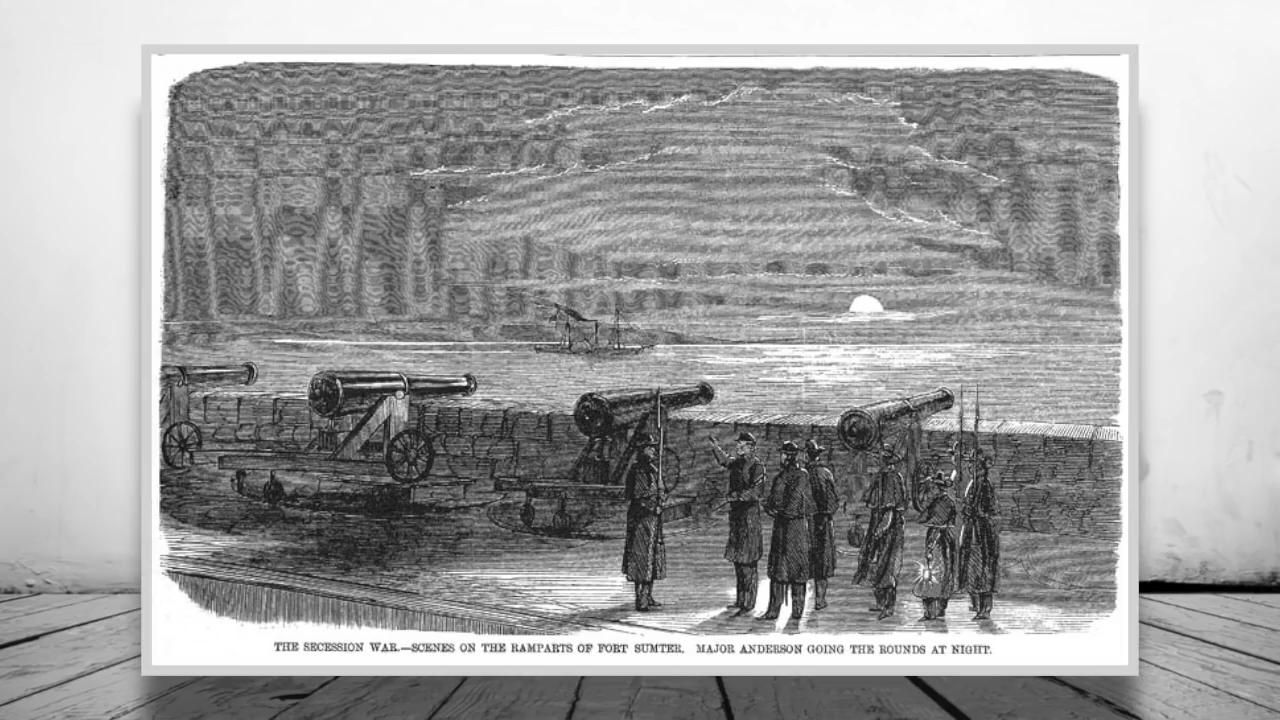 THE SECESSION WAR.—SCENES ON THE RAMPARTS OF FORT SUMTER. MAJOR ANDERSON GOING THE ROUNDS AT NIGHT.